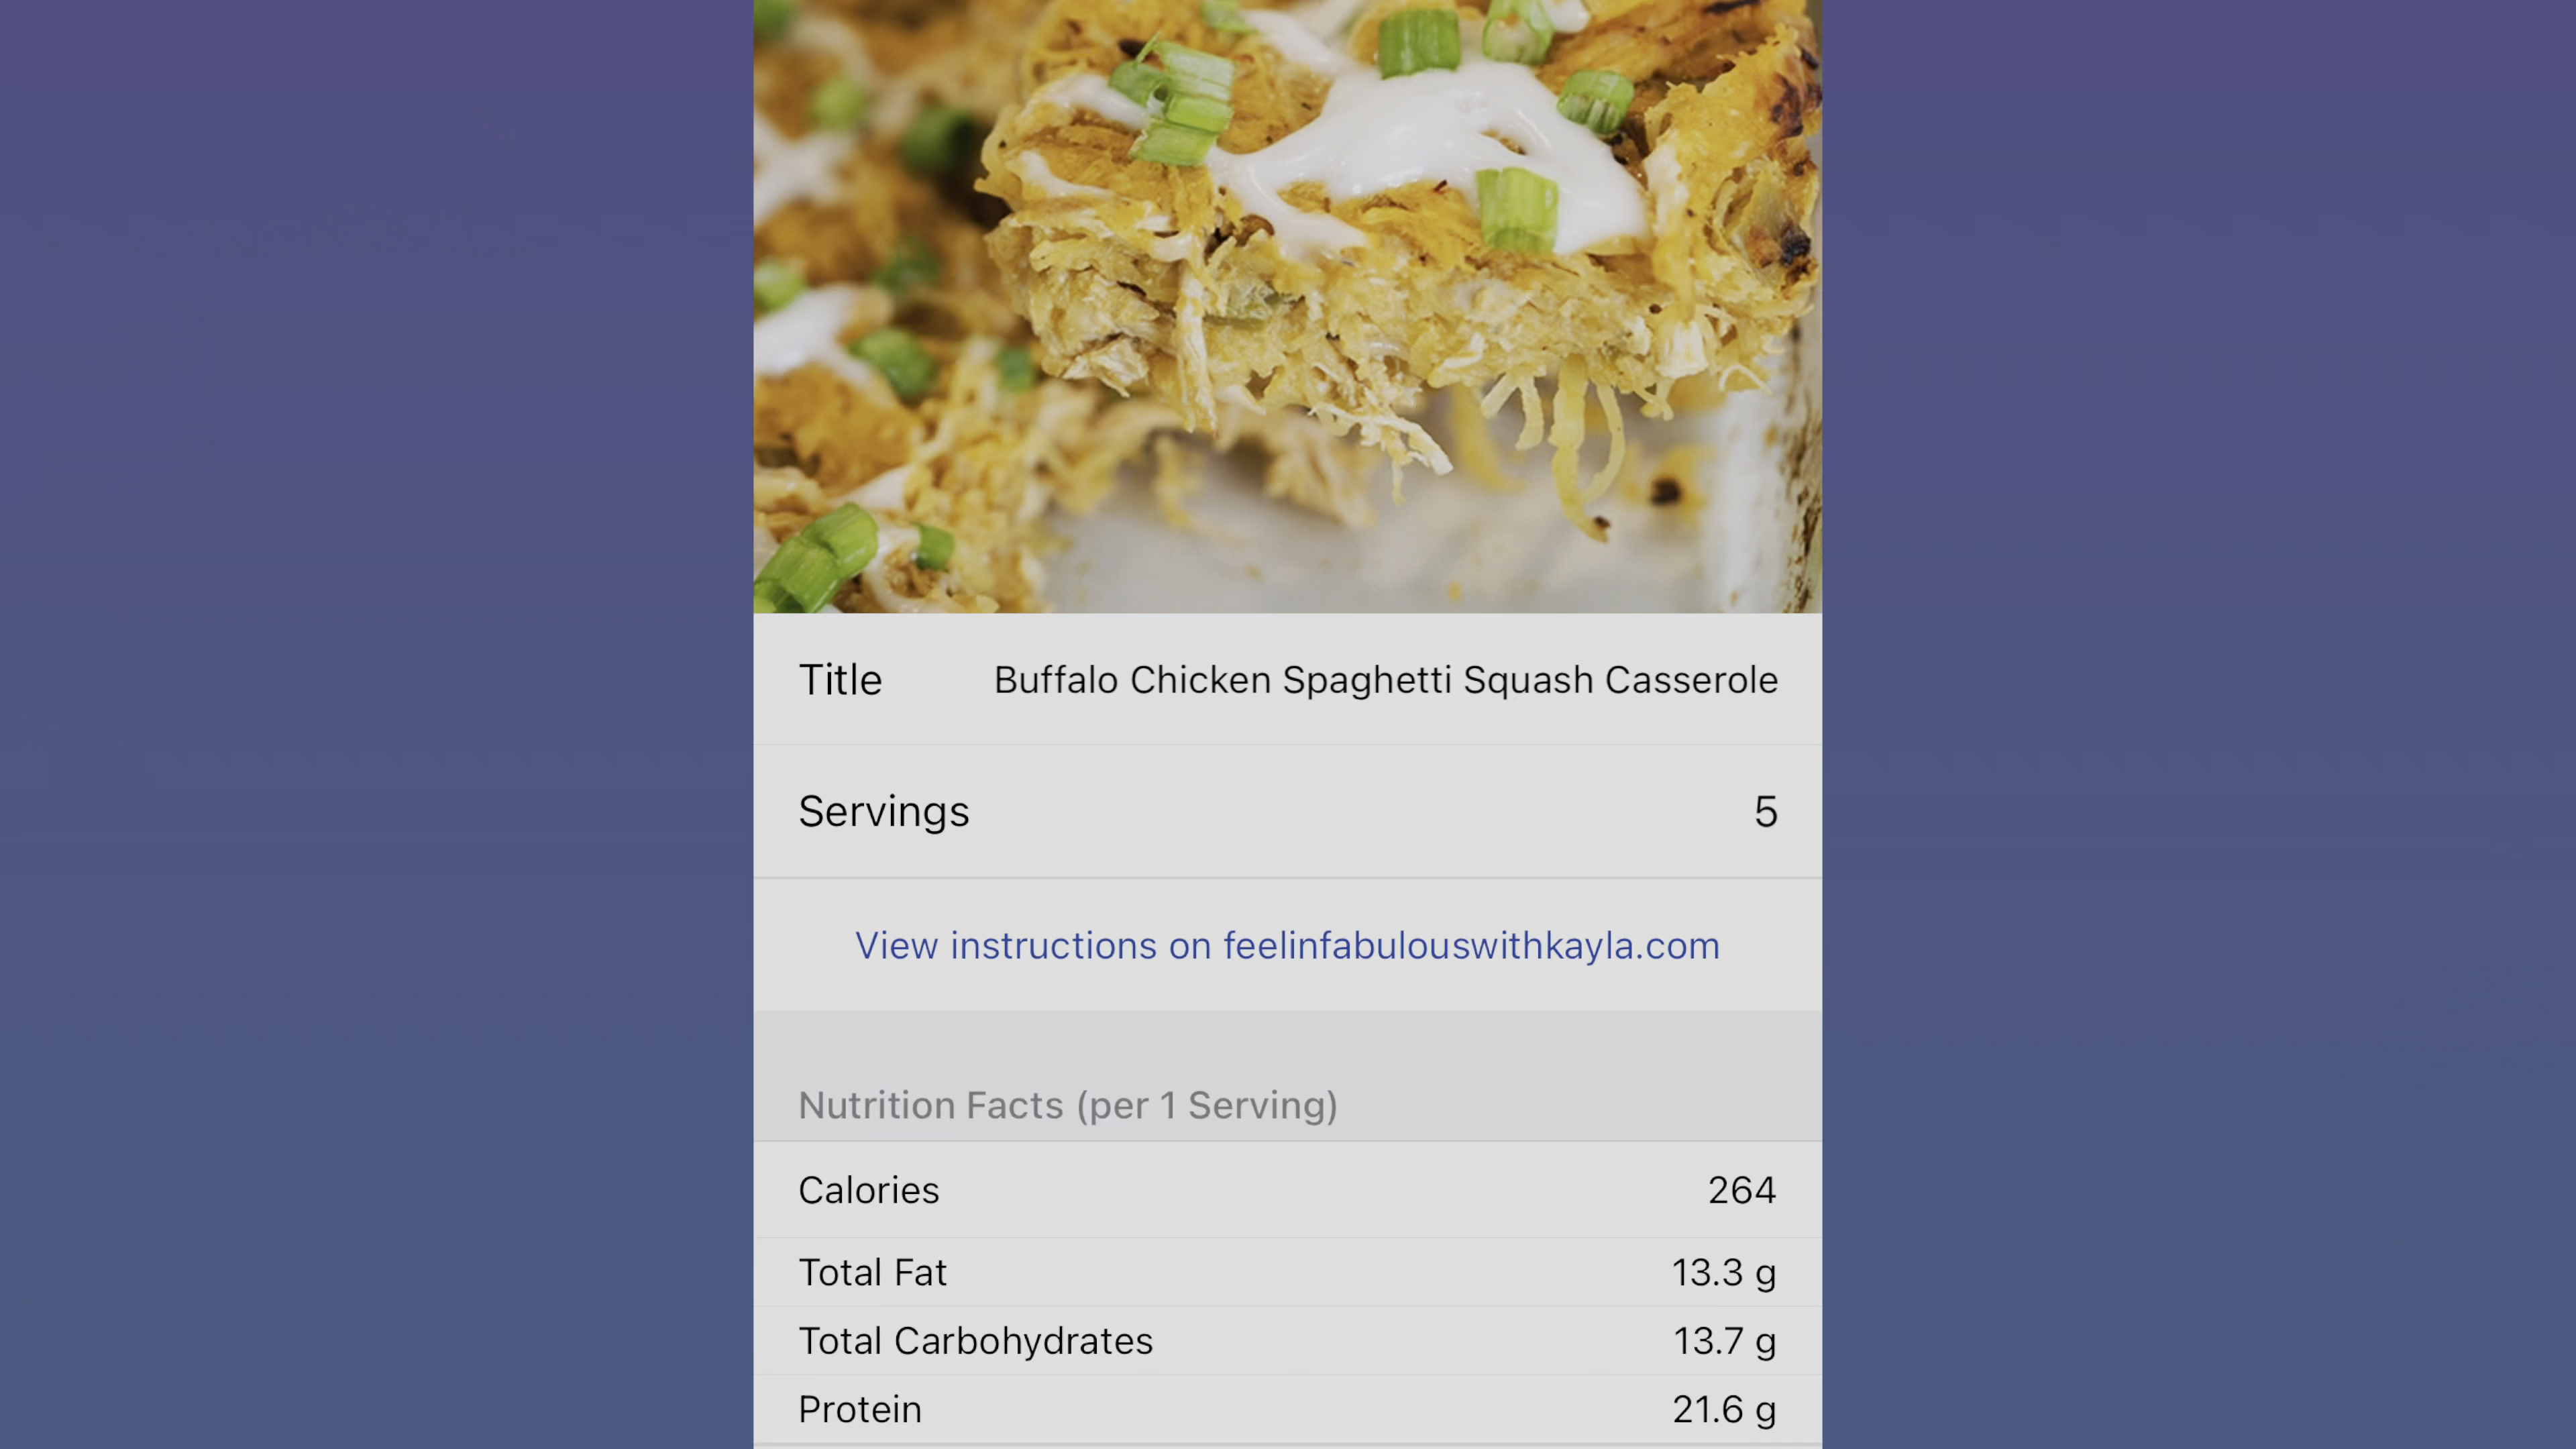 Title Buffalo Chicken Spaghetti Squash Casserole
Servings 5
View instructions on feelinfabulouswithkayla.com
Nutrition Facts (per 1 Serving)
Calories 264
Total Fat 13.3 g
Total Carbohydrates 13.7 g
Protein 21.6 g